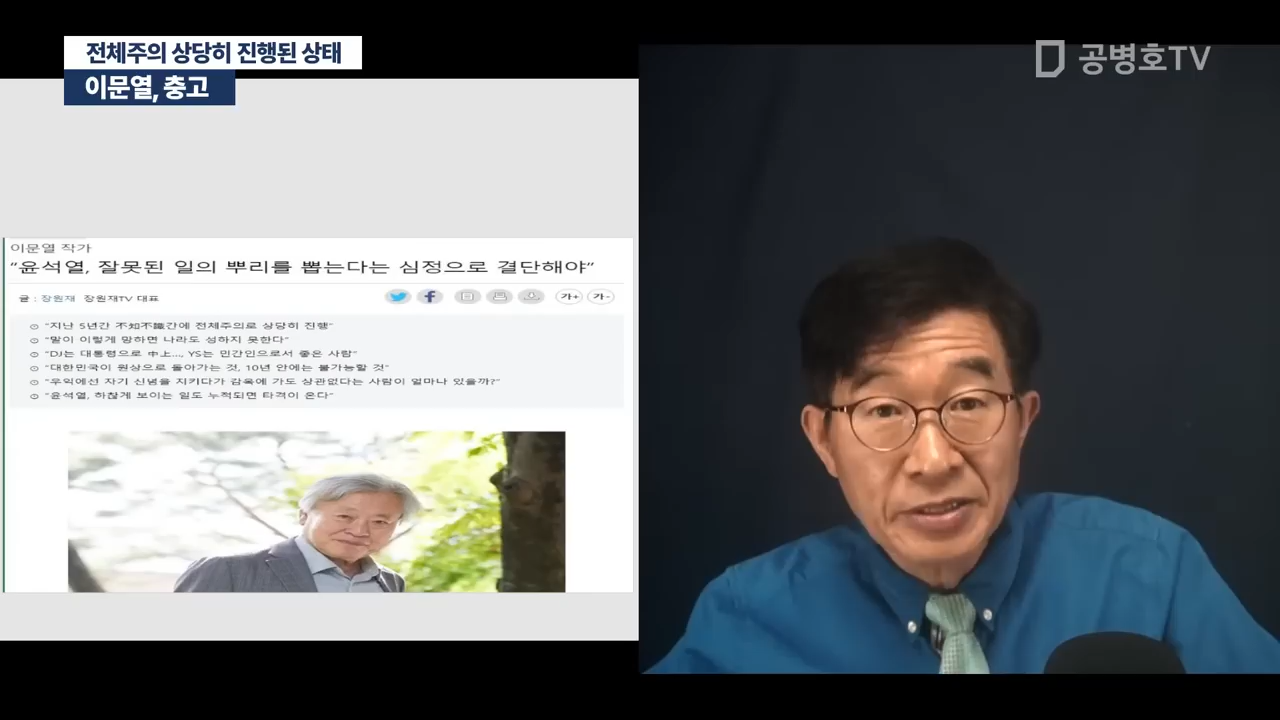 전체주의 상당히 진행된 상태
이문열, 충고
공병호TV
이문열 작가
“윤석열, 잘못된 일의 뿌리를 뽑는다는 심정으로 결단해야”
글 : 장원재 장원재TV 대표
가+ 가-
“지난 5년간 不知不識간에 전체주의로 상당히 진행”
“말이 이렇게 망하면 나라도 성하지 못한다”
“DJ는 대통령으로 中上..., YS는 민간인으로서 좋은 사람”
“대한민국이 원상으로 돌아가는 것, 10년 안에는 불가능할 것”
“우익에선 자기 신념을 지키다가 감옥에 가도 상관없다는 사람이 얼마나 있을까?”
“윤석열, 하찮게 보이는 일도 누적되면 타격이 온다”